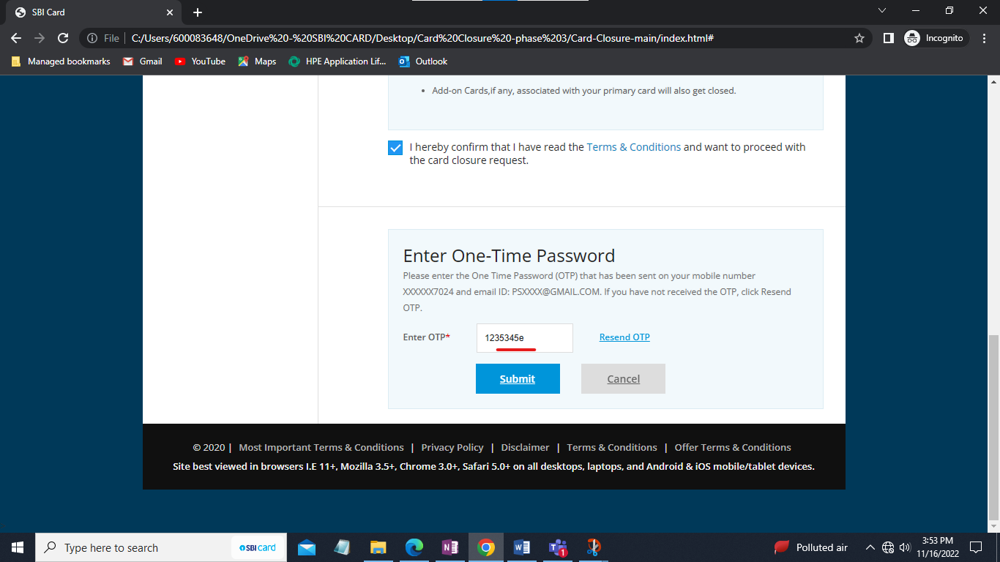 SBI Card
File
C:/Users/600083648/OneDrive%20-%20SBI%20CARD/Desktop/Card%20Closure%20-phase%203/Card-Closure-main/index.html#
Incognito
Managed bookmarks
Gmail
YouTube
Maps
HPE Application Lif...
Outlook
• Add-on Cards,if any, associated with your primary card will also get closed.
I hereby confirm that I have read the Terms & Conditions and want to proceed with
the card closure request.
Enter One-Time Password
Please enter the One Time Password (OTP) that has been sent on your mobile number
XXXXXX7024 and email ID: PSXXXX@GMAIL.COM. If you have not received the OTP, click Resend
OTP.
Enter OTP* 1235345e Resend OTP
Submit Cancel
© 2020 | Most Important Terms & Conditions | Privacy Policy | Disclaimer | Terms & Conditions | Offer Terms & Conditions
Site best viewed in browsers I.E 11+, Mozilla 3.5+, Chrome 3.0+, Safari 5.0+ on all desktops, laptops, and Android & iOS mobile/tablet devices.
Type here to search
SBI card
Polluted air
3:53 PM
11/16/2022